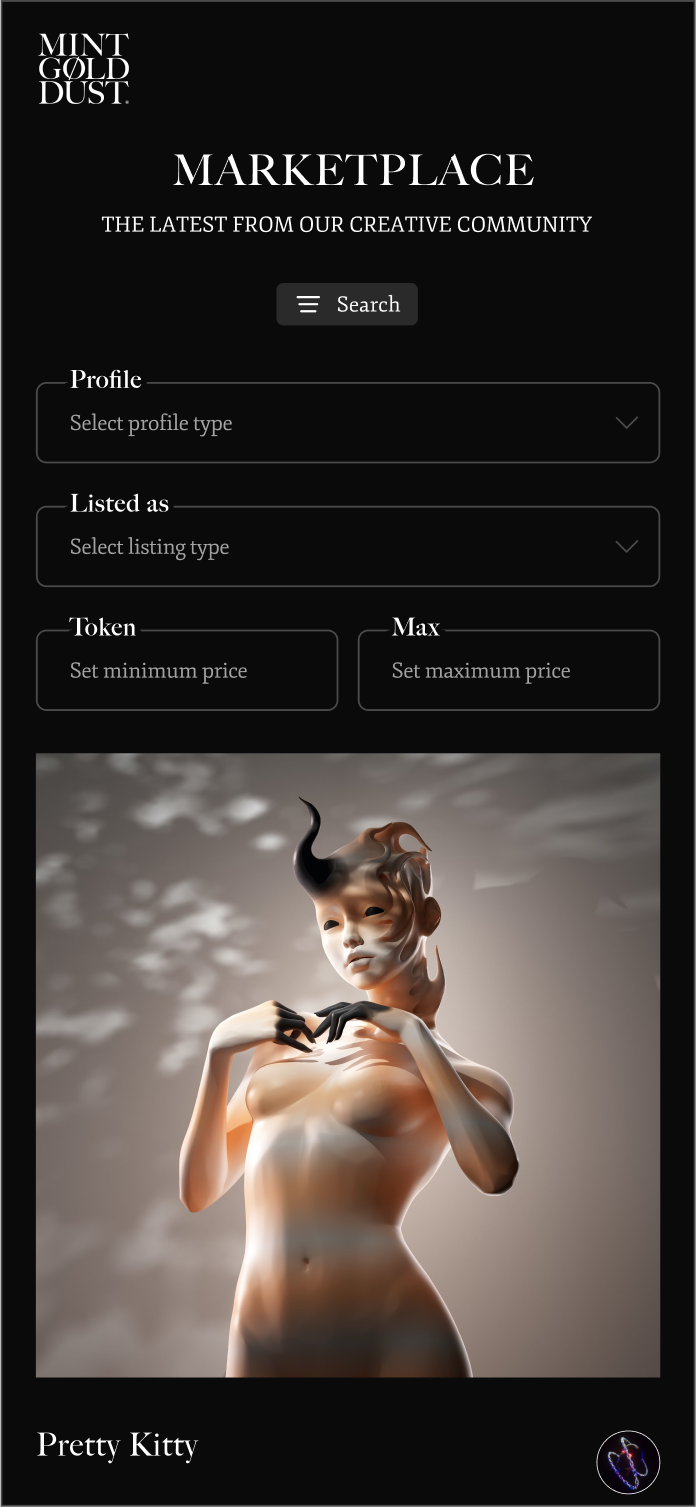 MINT
GØLD
DUST.
MARKETPLACE
THE LATEST FROM OUR CREATIVE COMMUNITY
Search
Profile
Select profile type
Listed as
Select listing type
Token Max
Set minimum price Set maximum price
Pretty Kitty